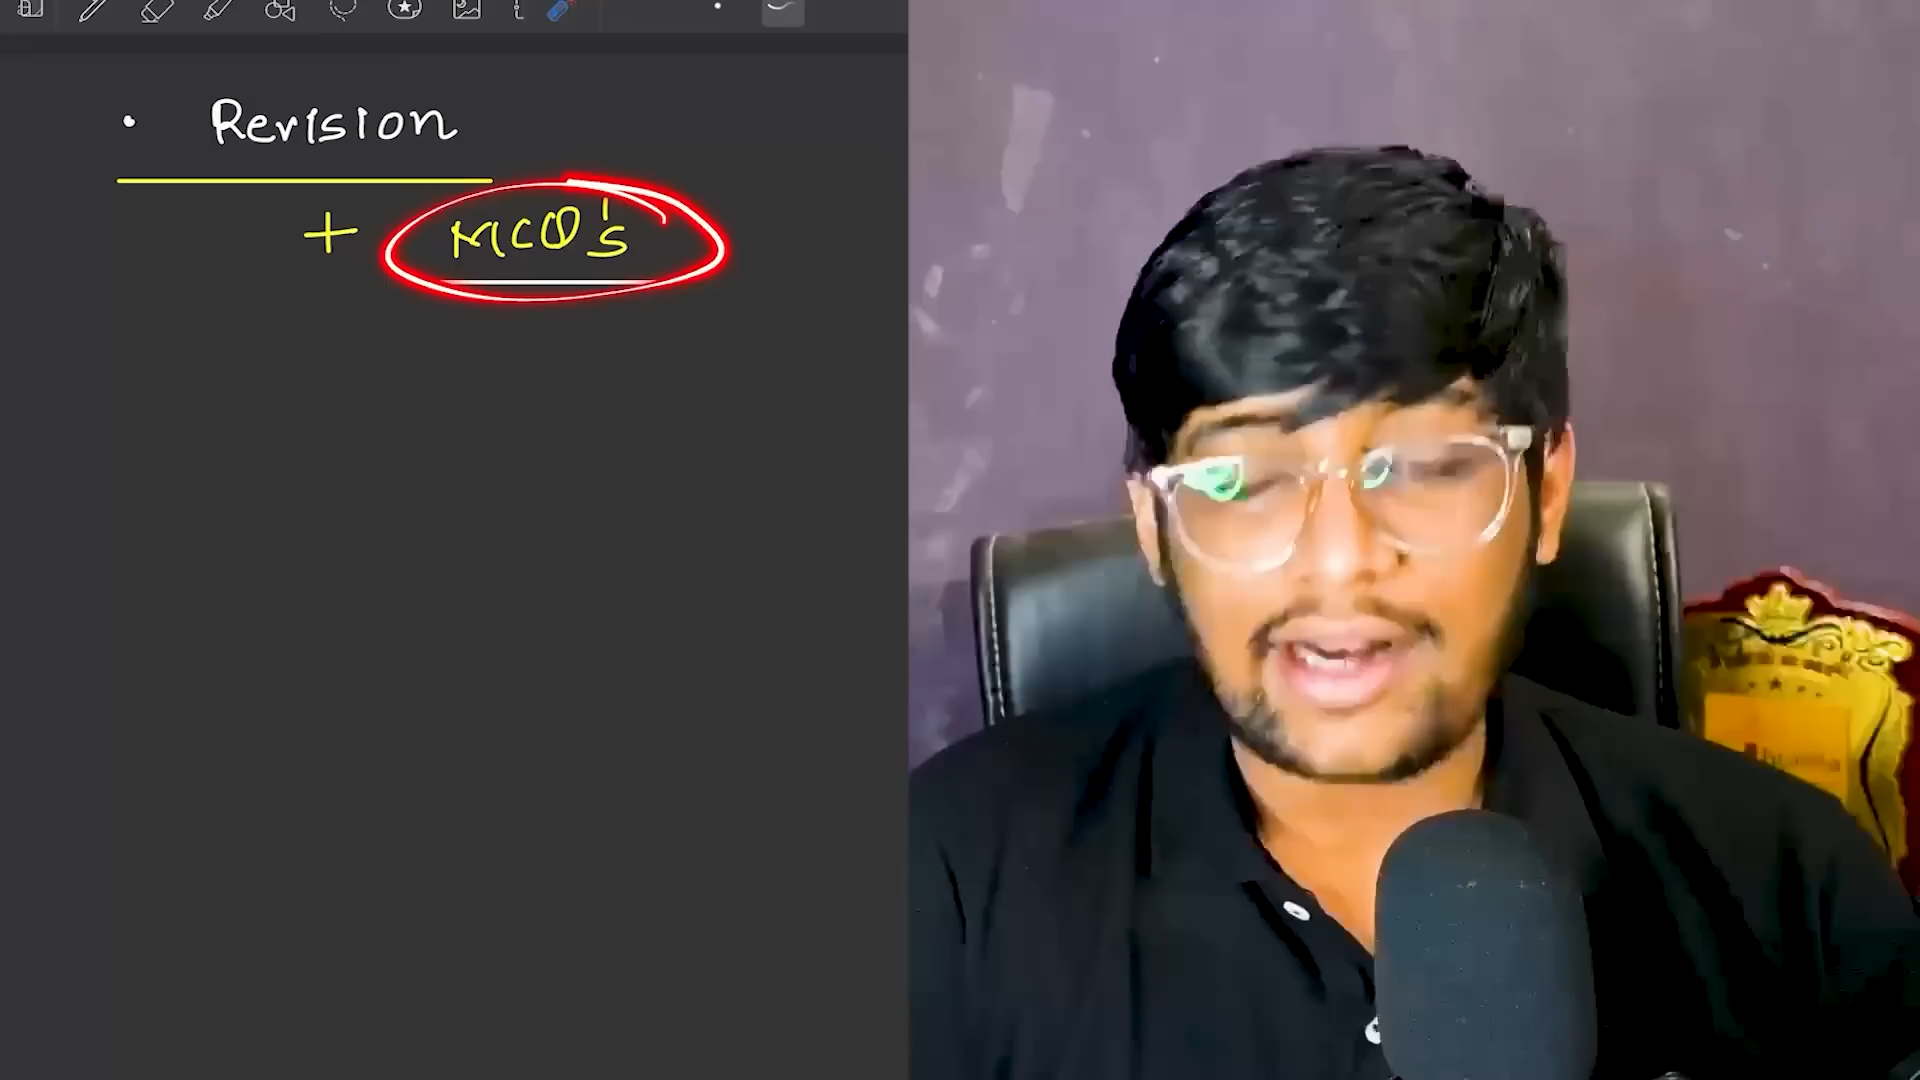 • Revision
+ MCQ's